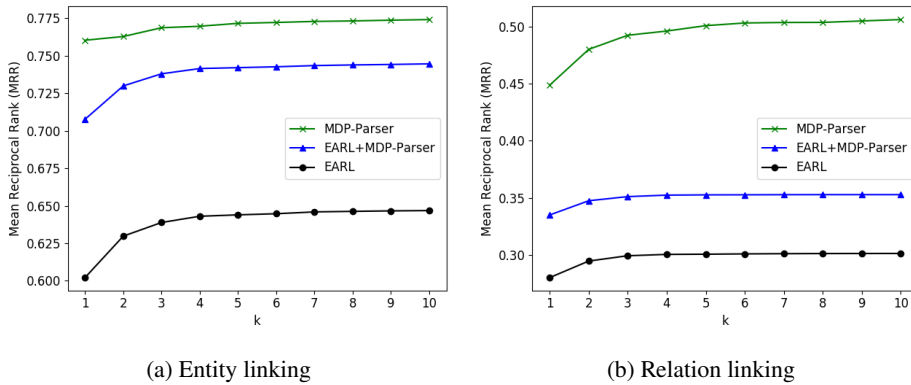 0.775
0.750
0.725
0.700
0.675
0.650
0.625
0.600
Mean Reciprocal Rank (MRR)
MDP-Parser
EARL+MDP-Parser
EARL
1 2 3 4 5 6 7 8 9 10
k
(a) Entity linking
0.50
0.45
0.40
0.35
0.30
Mean Reciprocal Rank (MRR)
MDP-Parser
EARL+MDP-Parser
EARL
1 2 3 4 5 6 7 8 9 10
k
(b) Relation linking